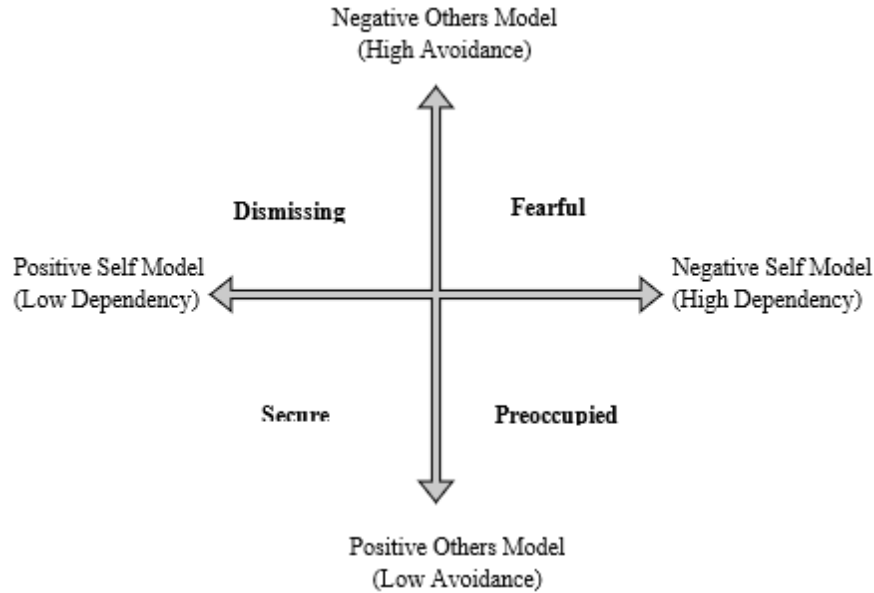 Negative Others Model
(High Avoidance)
Dismissing
Fearful
Positive Self Model
(Low Dependency)
Negative Self Model
(High Dependency)
Secure
Preoccupied
Positive Others Model
(Low Avoidance)